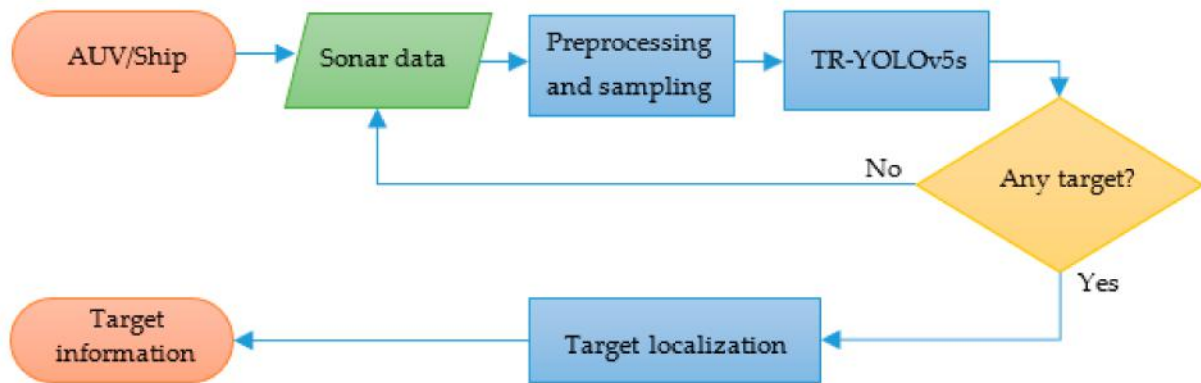 AUV/Ship
Sonar data
Preprocessing
and sampling
TR-YOLOv5s
Any target?
No
Yes
Target localization
Target
information